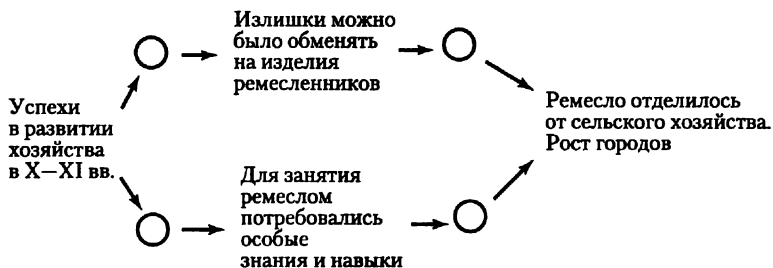 Излишки можно
было обменять
на изделия
ремесленников
Успехи
в развитии
хозяйства
в X—XI вв.
Ремесло отделилось
от сельского хозяйства.
Рост городов
Для занятия
ремеслом
потребовались
особые
знания и навыки